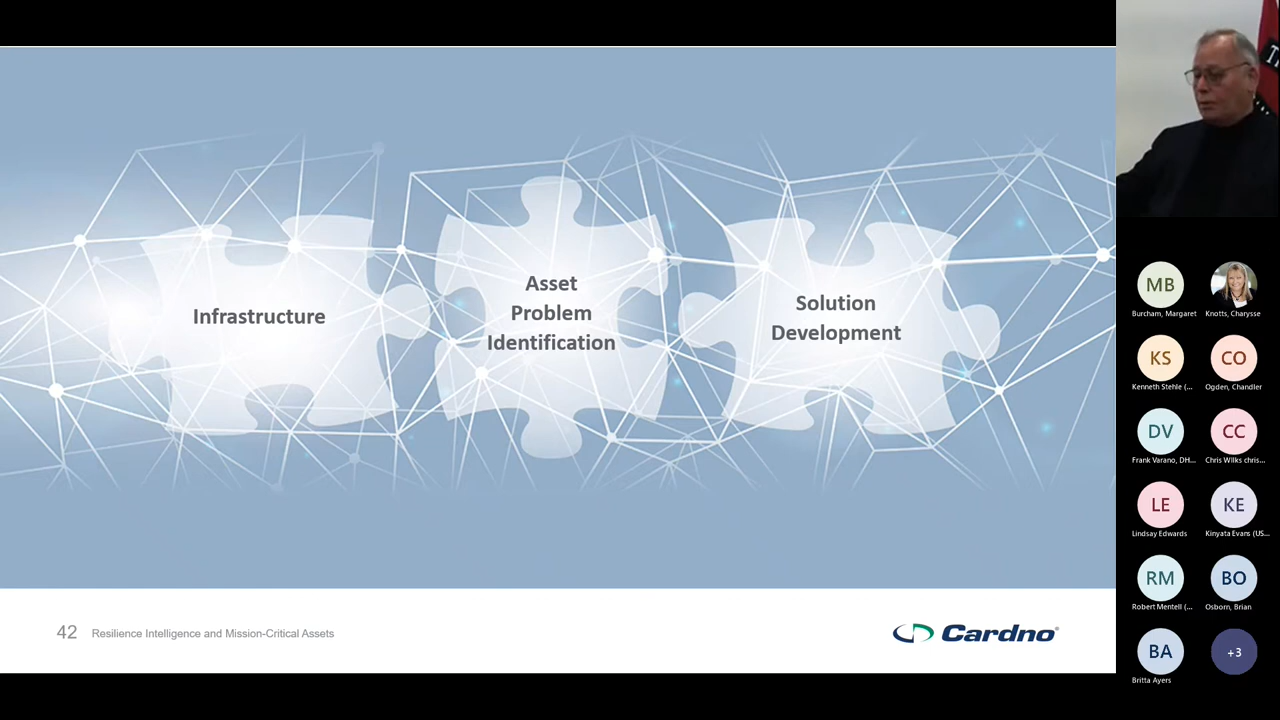 Infrastructure
Asset
Problem
Identification
Solution
Development
42 Resilience Intelligence and Mission-Critical Assets
Cardno®
MB
Burcham, Margaret
Knotts, Charysse
KS
Kenneth Stehle (...
CO
Ogden, Chandler
DV
Frank Varano, DH...
CC
Chris Wilks chris...
LE
Lindsay Edwards
KE
Kinyata Evans (US...
RM
Robert Mentell (...
BO
Osborn, Brian
BA
Britta Ayers
+3